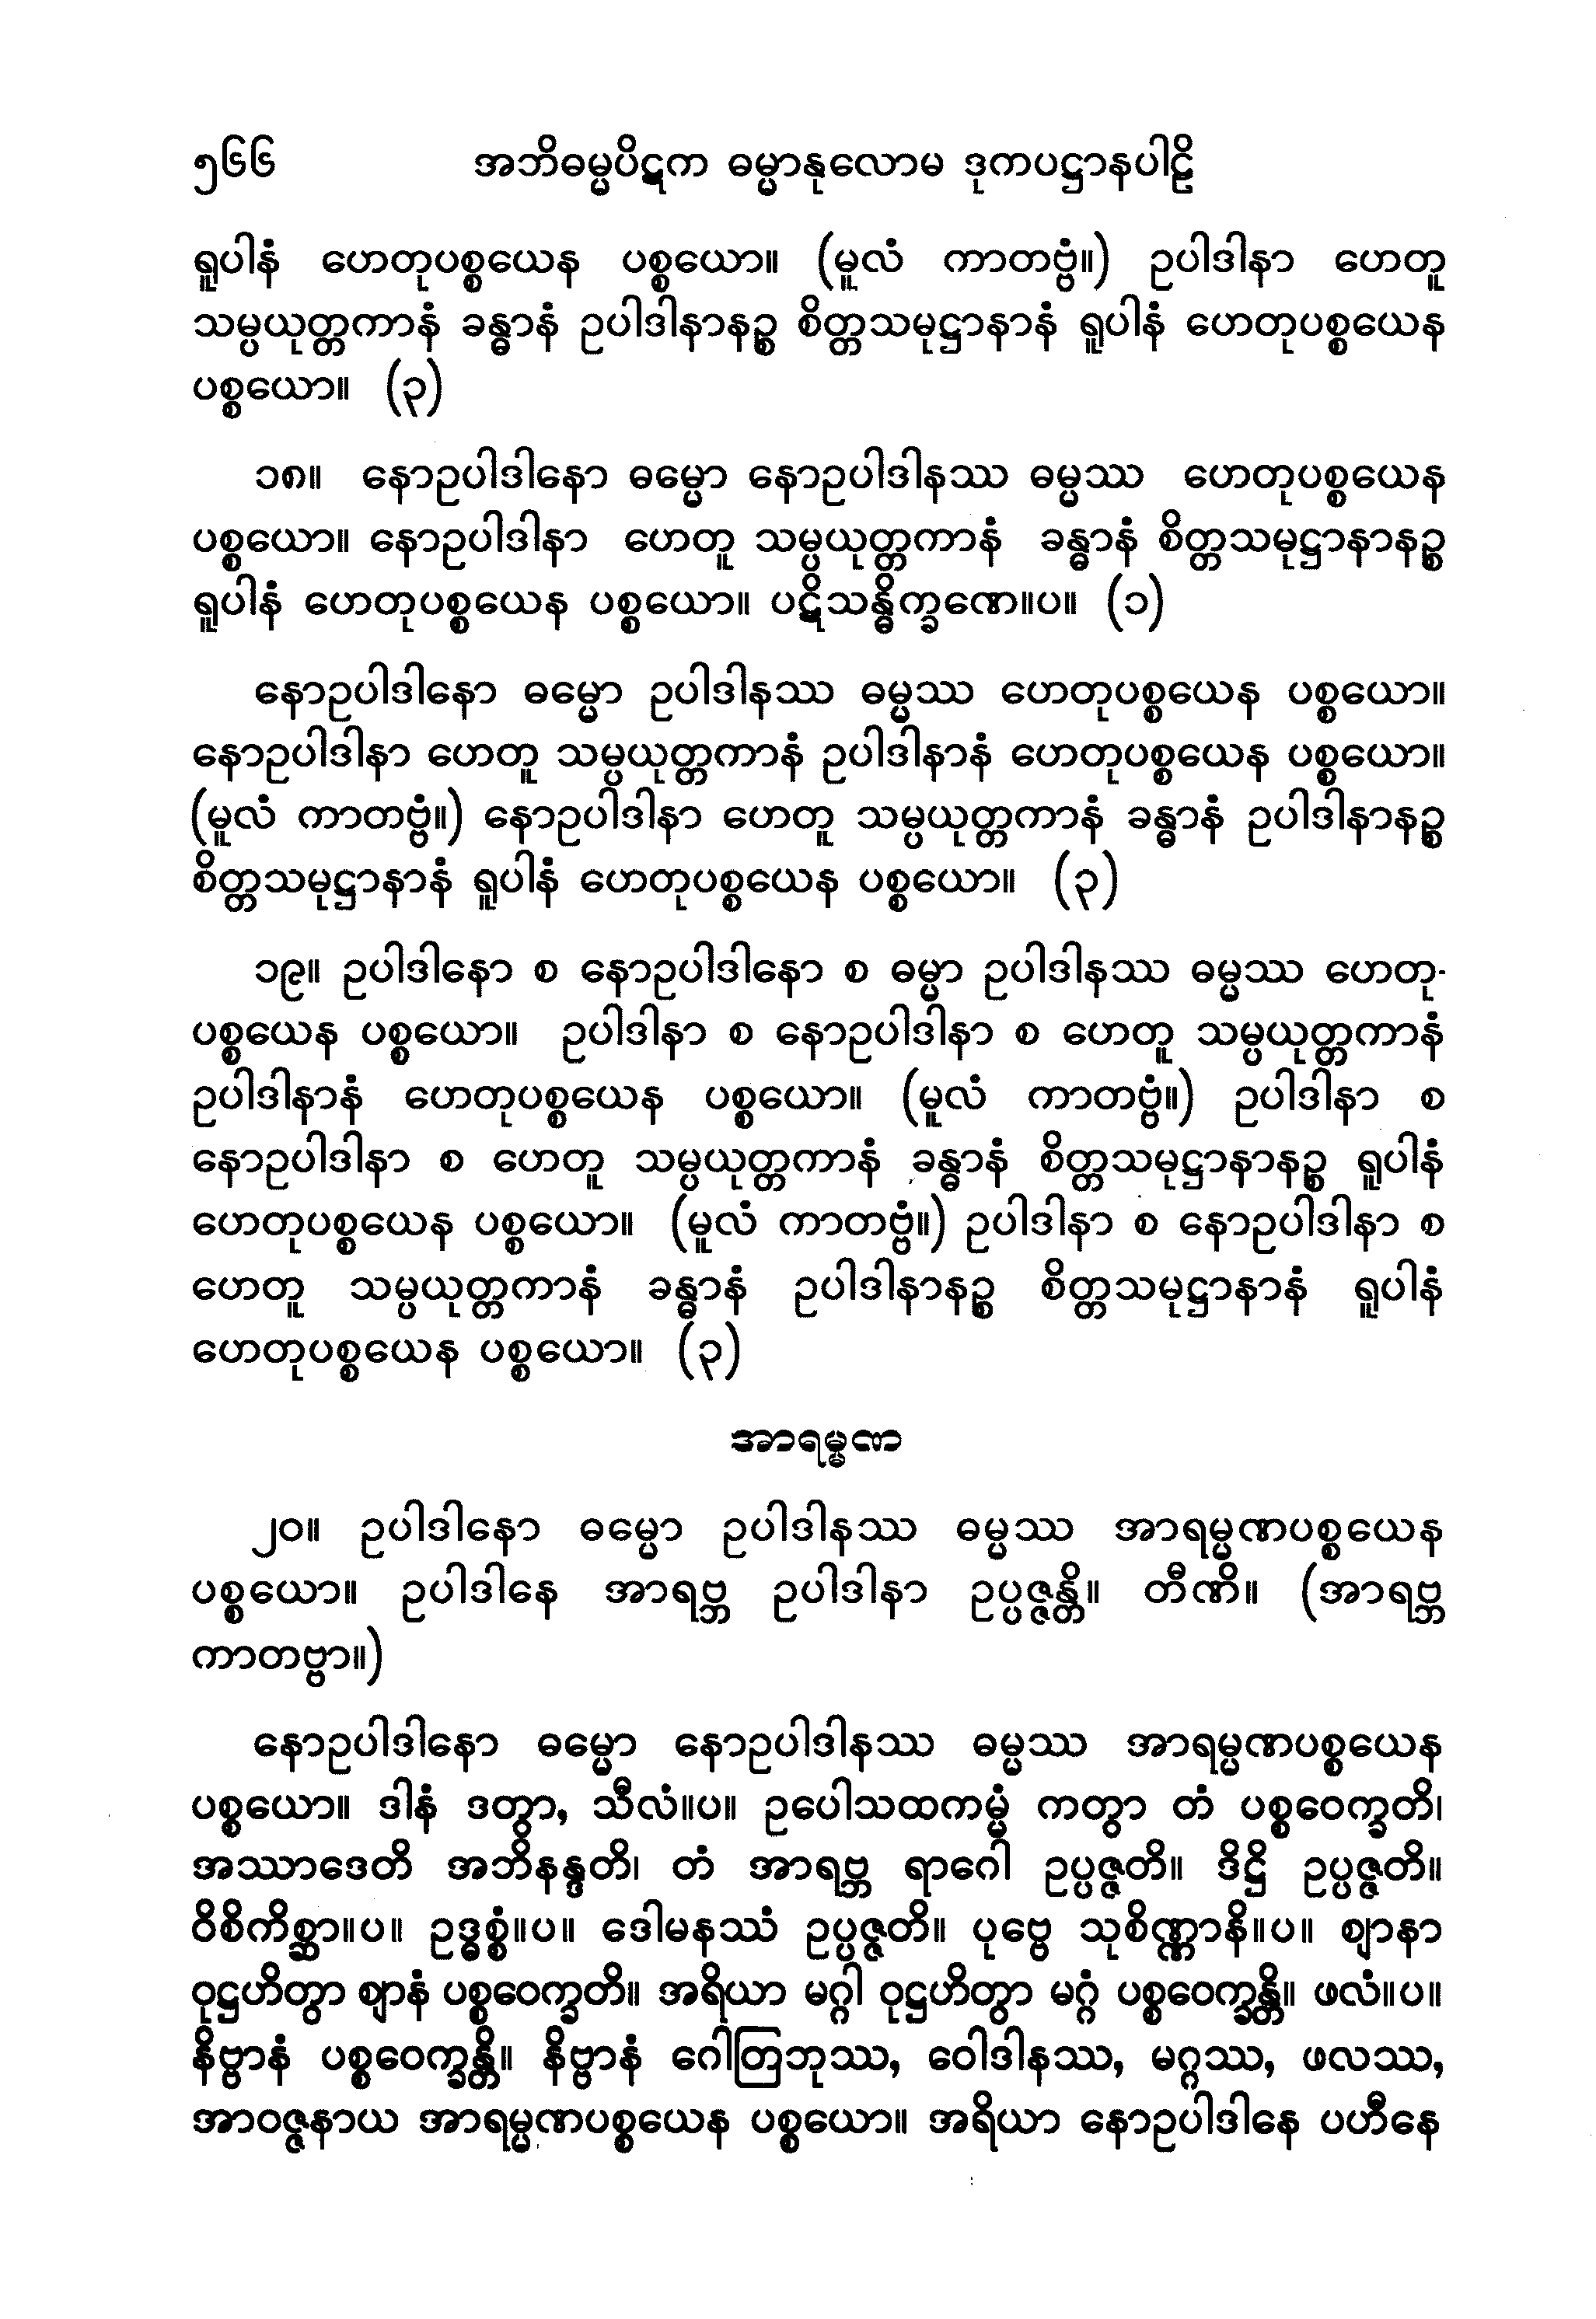 ၅၆၆ အဘိဓမ္မပိဋက ဓမ္မာနုလောမ ဒုကပဋ္ဌာနပါဠိ
ရူပါနံ ဟေတုပစ္စယေန ပစ္စယော။ (မူလံ ကာတဗ္ဗံ။) ဥပါဒါနာ ဟေတူ
သမ္ပယုတ္တကာနံ ခန္ဓာနံ ဥပါဒါနာနဉ္စ စိတ္တသမုဋ္ဌာနာနံ ရူပါနံ ဟေတုပစ္စယေန
ပစ္စယော။ (၃)
၁၈။ နောဥပါဒါနော ဓမ္မော နောဥပါဒါနဿ ဓမ္မဿ ဟေတုပစ္စယေန
ပစ္စယော။ နောဥပါဒါနာ ဟေတူ သမ္ပယုတ္တကာနံ ခန္ဓာနံ စိတ္တသမုဋ္ဌာနာနဉ္စ
ရူပါနံ ဟေတုပစ္စယေန ပစ္စယော။ ပဋိသန္ဓိက္ခဏေ။ပ။ (၁)
နောဥပါဒါနော ဓမ္မော ဥပါဒါနဿ ဓမ္မဿ ဟေတုပစ္စယေန ပစ္စယော။
နောဥပါဒါနာ ဟေတူ သမ္ပယုတ္တကာနံ ဥပါဒါနာနံ ဟေတုပစ္စယေန ပစ္စယော။
(မူလံ ကာတဗ္ဗံ။) နောဥပါဒါနာ ဟေတူ သမ္ပယုတ္တကာနံ ခန္ဓာနံ ဥပါဒါနာနဉ္စ
စိတ္တသမုဋ္ဌာနာနံ ရူပါနံ ဟေတုပစ္စယေန ပစ္စယော။ (၃)
၁၉။ ဥပါဒါနော စ နောဥပါဒါနော စ ဓမ္မာ ဥပါဒါနဿ ဓမ္မဿ ဟေတု-
ပစ္စယေန ပစ္စယော။ ဥပါဒါနာ စ နောဥပါဒါနာ စ ဟေတူ သမ္ပယုတ္တကာနံ
ဥပါဒါနာနံ ဟေတုပစ္စယေန ပစ္စယော။ (မူလံ ကာတဗ္ဗံ။) ဥပါဒါနာ စ
နောဥပါဒါနာ စ ဟေတူ သမ္ပယုတ္တကာနံ ခန္ဓာနံ စိတ္တသမုဋ္ဌာနာနဉ္စ ရူပါနံ
ဟေတုပစ္စယေန ပစ္စယော။ (မူလံ ကာတဗ္ဗံ။) ဥပါဒါနာ စ နောဥပါဒါနာ စ
ဟေတူ သမ္ပယုတ္တကာနံ ခန္ဓာနံ ဥပါဒါနာနဉ္စ စိတ္တသမုဋ္ဌာနာနံ ရူပါနံ
ဟေတုပစ္စယေန ပစ္စယော။ (၃)
အာရမ္မဏ
၂၀။ ဥပါဒါနော ဓမ္မော ဥပါဒါနဿ ဓမ္မဿ အာရမ္မဏပစ္စယေန
ပစ္စယော။ ဥပါဒါနေ အာရဗ္ဘ ဥပါဒါနာ ဥပ္ပဇ္ဇန္တိ။ တီဏိ။ (အာရဗ္ဘ
ကာတဗ္ဗာ။)
နောဥပါဒါနော ဓမ္မော နောဥပါဒါနဿ ဓမ္မဿ အာရမ္မဏပစ္စယေန
ပစ္စယော။ ဒါနံ ဒတွာ, သီလံ။ပ။ ဥပေါသထကမ္မံ ကတွာ တံ ပစ္စဝေက္ခတိ၊
အဿာဒေတိ အဘိနန္ဒတိ၊ တံ အာရဗ္ဘ ရာဂေါ ဥပ္ပဇ္ဇတိ။ ဒိဋ္ဌိ ဥပ္ပဇ္ဇတိ။
ဝိစိကိစ္ဆာ။ပ။ ဥဒ္ဓစ္စံ။ပ။ ဒေါမနဿံ ဥပ္ပဇ္ဇတိ။ ပုဗ္ဗေ သုစိဏ္ဏာနိ။ပ။ ဈာနာ
ဝုဋ္ဌဟိတွာ ဈာနံ ပစ္စဝေက္ခတိ။ အရိယာ မဂ္ဂါ ဝုဋ္ဌဟိတွာ မဂ္ဂံ ပစ္စဝေက္ခန္တိ။ ဖလံ။ပ။
နိဗ္ဗာနံ ပစ္စဝေက္ခန္တိ။ နိဗ္ဗာနံ ဂေါတြဘုဿ, ဝေါဒါနဿ, မဂ္ဂဿ, ဖလဿ,
အာဝဇ္ဇနာယ အာရမ္မဏပစ္စယေန ပစ္စယော။ အရိယာ နောဥပါဒါနေ ပဟီနေ